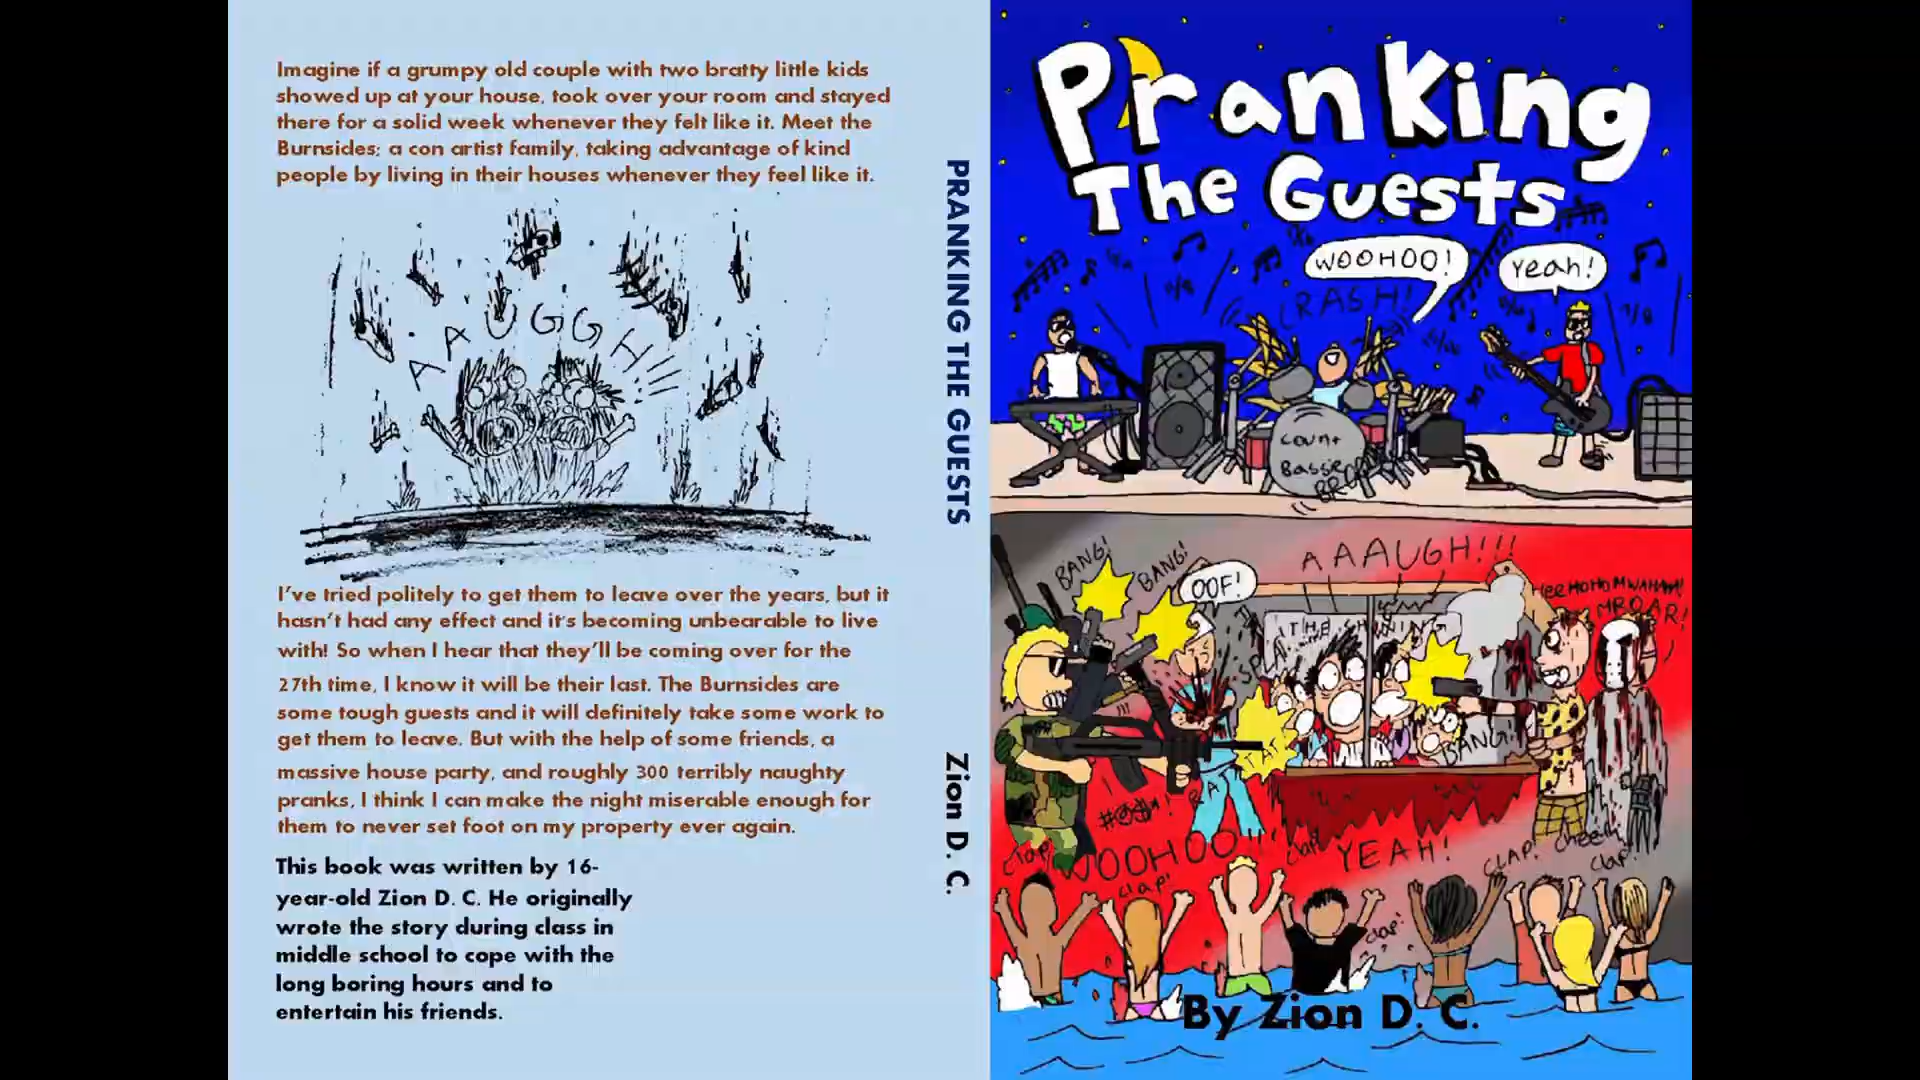 Imagine if a grumpy old couple with two bratty little kids
showed up at your house, took over your room and stayed
there for a solid week whenever they felt like it. Meet the
Burnsides; a con artist family, taking advantage of kind
people by living in their houses whenever they feel like it.
AAUGGH!!
I've tried politely to get them to leave over the years, but it
hasn't had any effect and it's becoming unbearable to live
with! So when I hear that they'll be coming over for the
27th time, I know it will be their last. The Burnsides are
some tough guests and it will definitely take some work to
get them to leave. But with the help of some friends, a
massive house party, and roughly 300 terribly naughty
pranks, I think I can make the night miserable enough for
them to never set foot on my property ever again.
This book was written by 16-
year-old Zion D. C. He originally
wrote the story during class in
middle school to cope with the
long boring hours and to
entertain his friends.
PRANKING THE GUESTS
Zion D. C.
Pranking
The Guests
WOOHOO!
Yeah!
CRASH!
Count
Basse
BRD
AAAUGH!!!
BANG!
BANG!
OOF!
MROAR!
THE SHINING
BANG!
WOOHOO!!
YEAH!
clap!
clap!
clap!
CLAP!
clap!
clap!
By Zion D. C.